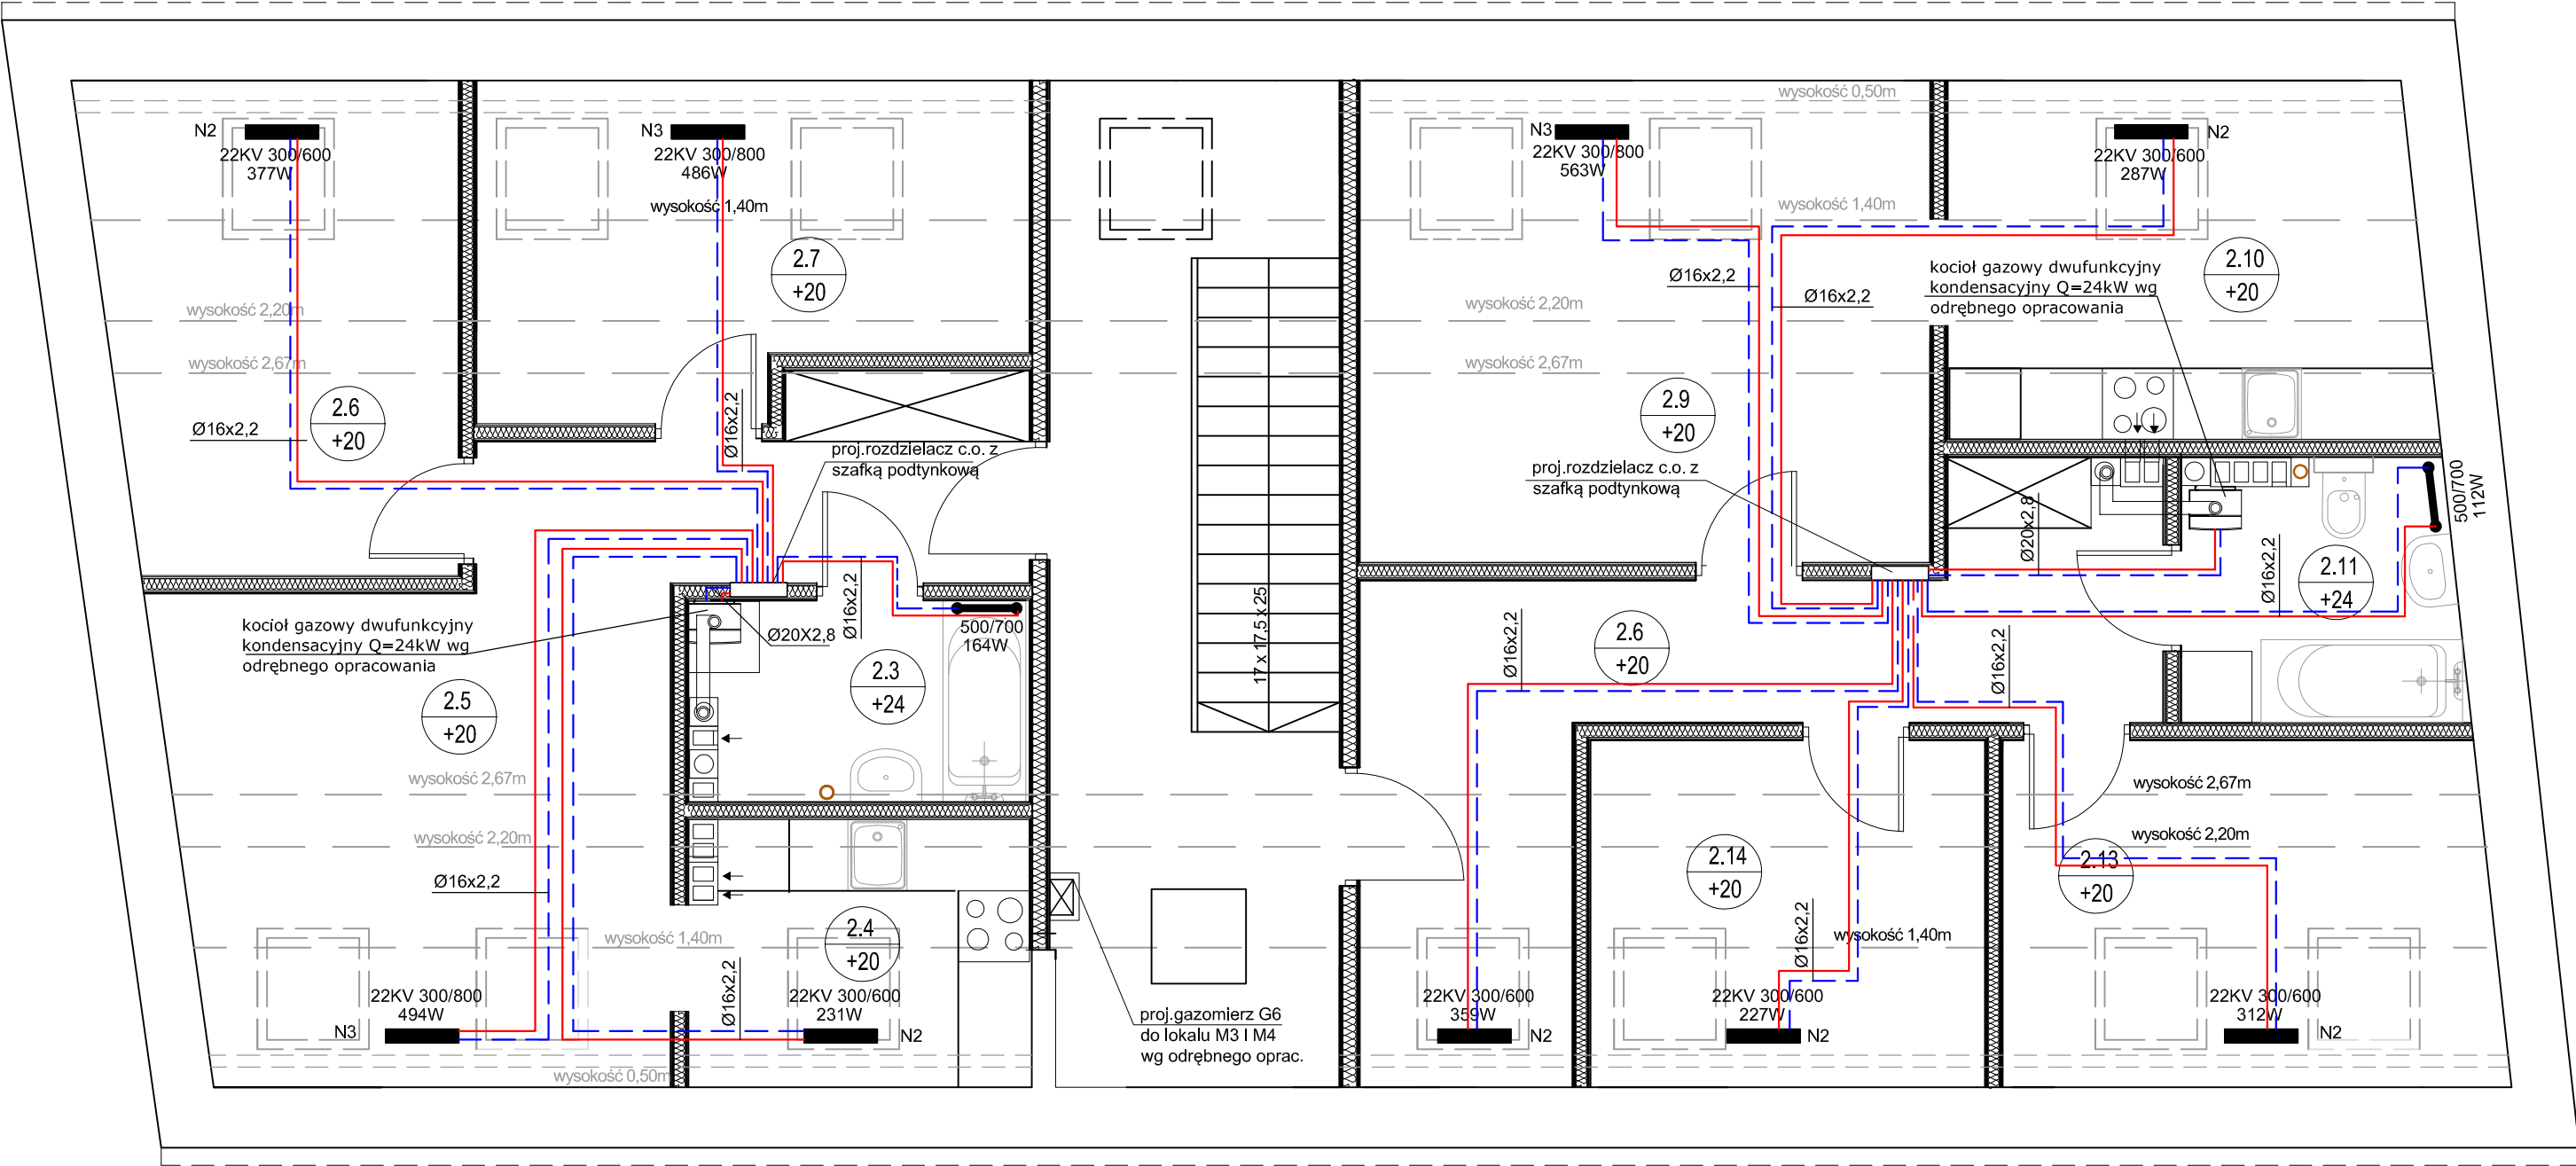 wysokość 0,50m
N2
22KV 300/600
377W
N3
22KV 300/800
486W
wysokość 1,40m
N3
22KV 300/800
563W
wysokość 1,40m
N2
22KV 300/600
287W
2.7
+20
2.10
+20
kocioł gazowy dwufunkcyjny
kondensacyjny Q=24kW wg
odrębnego opracowania
Ø16x2,2
Ø16x2,2
wysokość 2,20m
wysokość 2,20m
wysokość 2,67m
wysokość 2,67m
2.6
+20
Ø16x2,2
Ø16x2,2
2.9
+20
proj.rozdzielacz c.o. z
szafką podtynkową
proj.rozdzielacz c.o. z
szafką podtynkową
500/700
112W
Ø20x2,8
Ø16x2,2
2.11
+24
kocioł gazowy dwufunkcyjny
kondensacyjny Q=24kW wg
odrębnego opracowania
Ø20X2,8
Ø16x2,2
500/700
164W
2.3
+24
17 x 17,5 x 25
Ø16x2,2
2.6
+20
Ø16x2,2
2.5
+20
wysokość 2,67m
wysokość 2,67m
wysokość 2,20m
wysokość 2,20m
Ø16x2,2
2.14
+20
2.13
+20
2.4
+20
wysokość 1,40m
wysokość 1,40m
Ø16x2,2
Ø16x2,2
22KV 300/800
494W
N3
22KV 300/600
231W
N2
proj.gazomierz G6
do lokalu M3 I M4
wg odrębnego oprac.
22KV 300/600
359W
N2
22KV 300/600
227W
N2
22KV 300/600
312W
N2
wysokość 0,50m